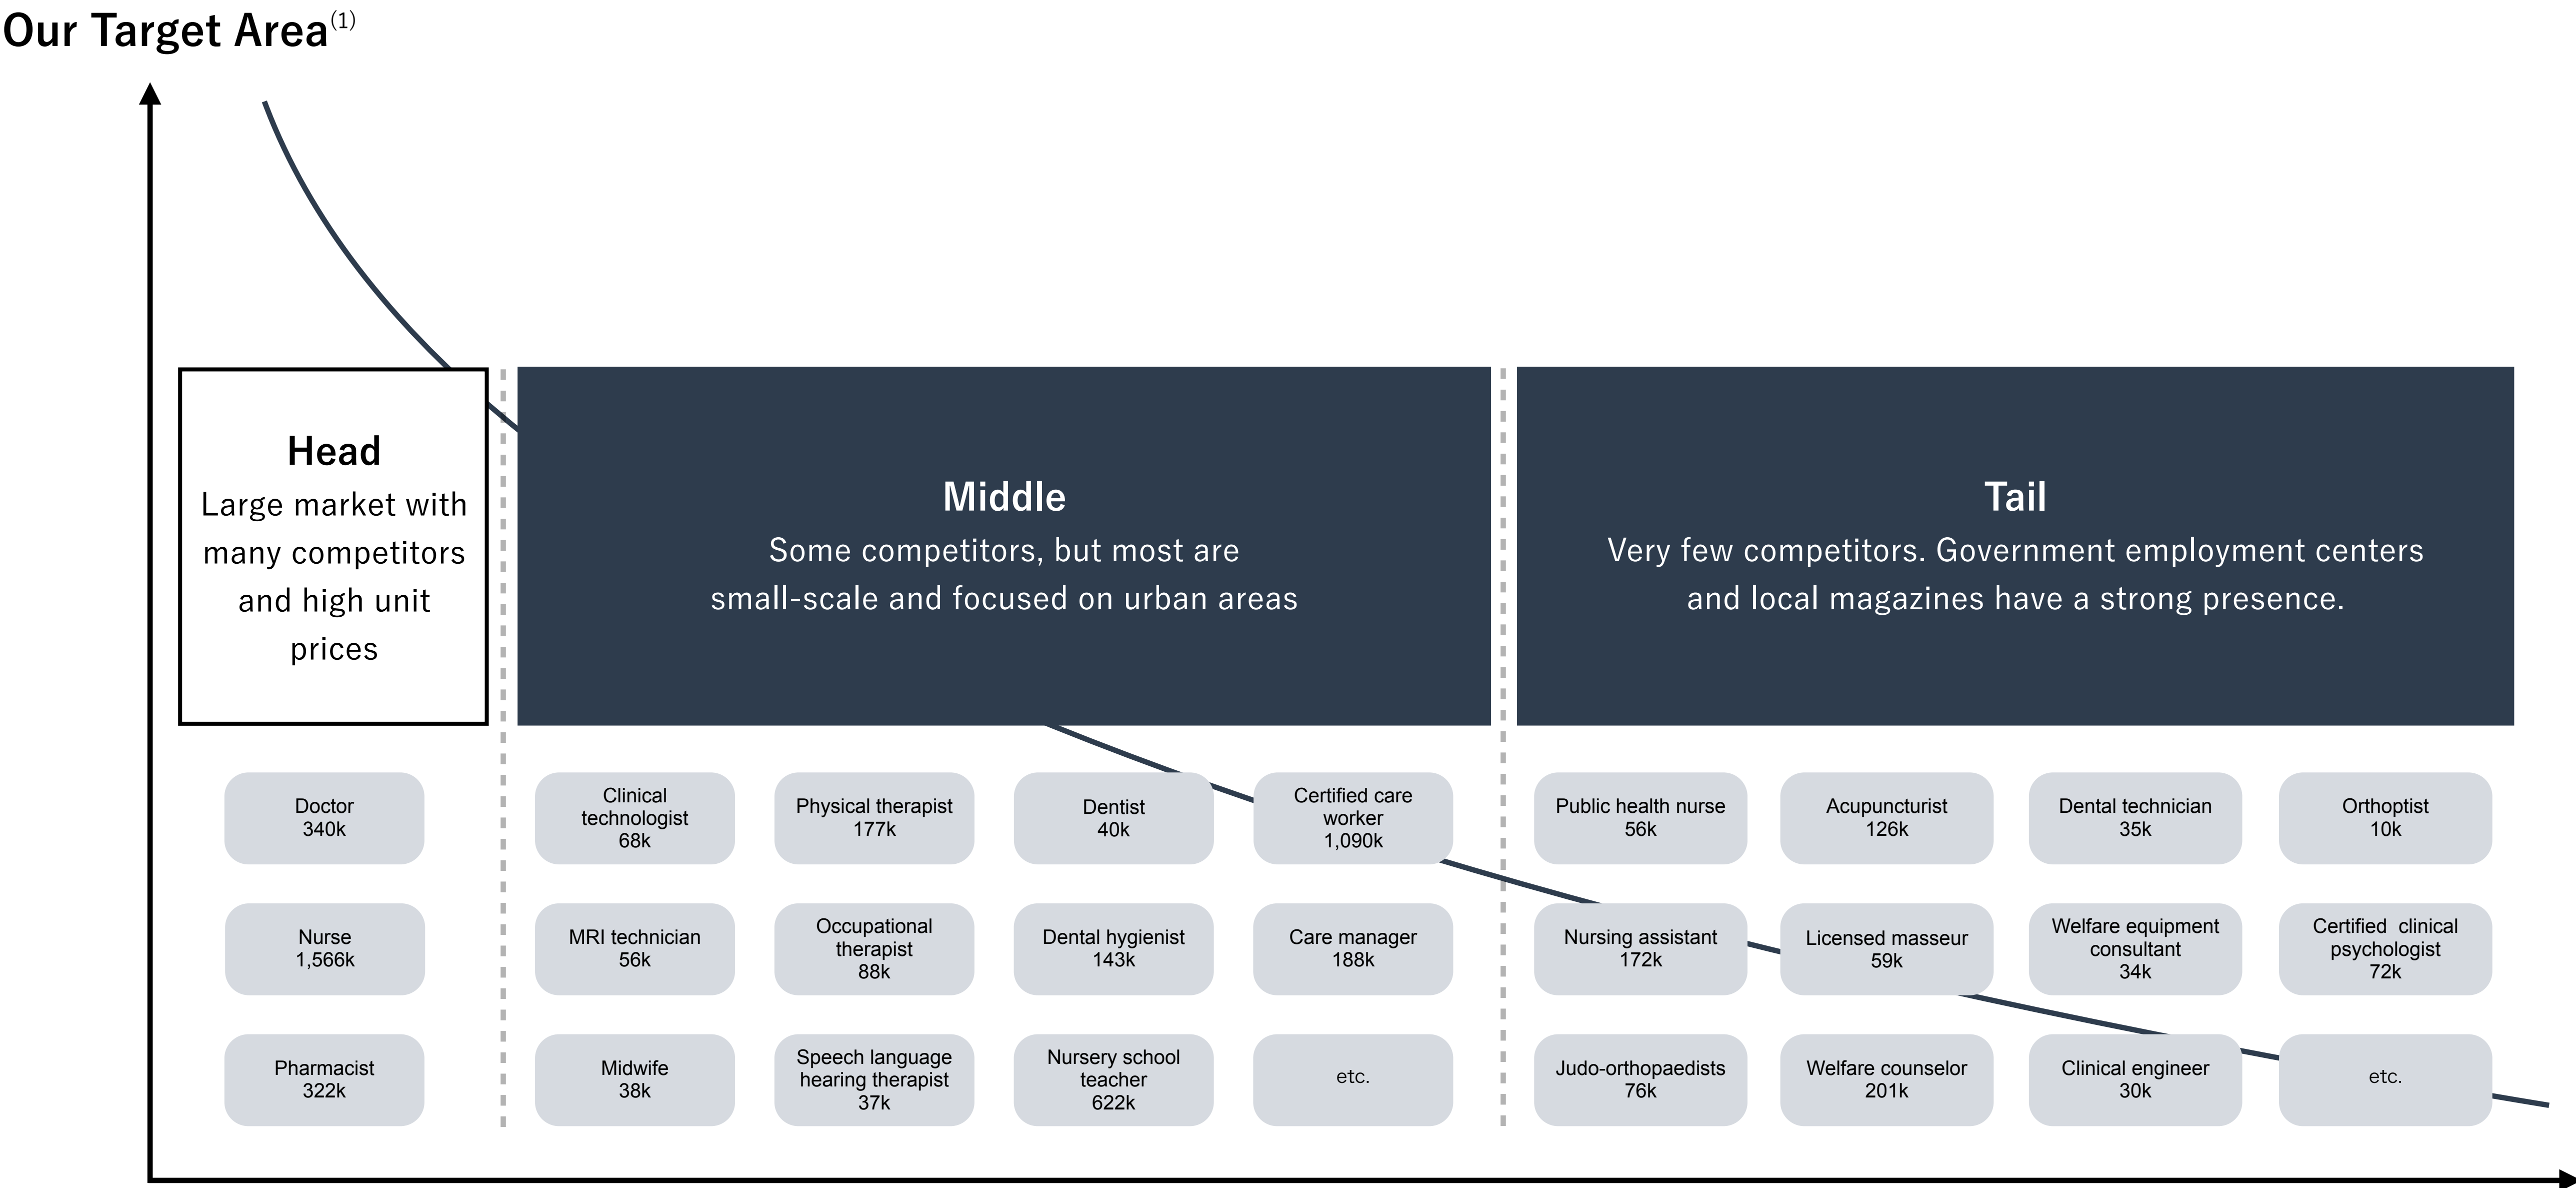 Our Target Area(1)
Head
Large market with
many competitors
and high unit
prices
Middle
Some competitors, but most are
small-scale and focused on urban areas
Tail
Very few competitors. Government employment centers
and local magazines have a strong presence.
Doctor
340k
Clinical
technologist
68k
Physical therapist
177k
Dentist
40k
Certified care
worker
1,090k
Public health nurse
56k
Acupuncturist
126k
Dental technician
35k
Orthoptist
10k
Nurse
1,566k
MRI technician
56k
Occupational
therapist
88k
Dental hygienist
143k
Care manager
188k
Nursing assistant
172k
Licensed masseur
59k
Welfare equipment
consultant
34k
Certified  clinical
psychologist
72k
Pharmacist
322k
Midwife
38k
Speech language
hearing therapist
37k
Nursery school
teacher
622k
etc.
Judo-orthopaedists
76k
Welfare counselor
201k
Clinical engineer
30k
etc.